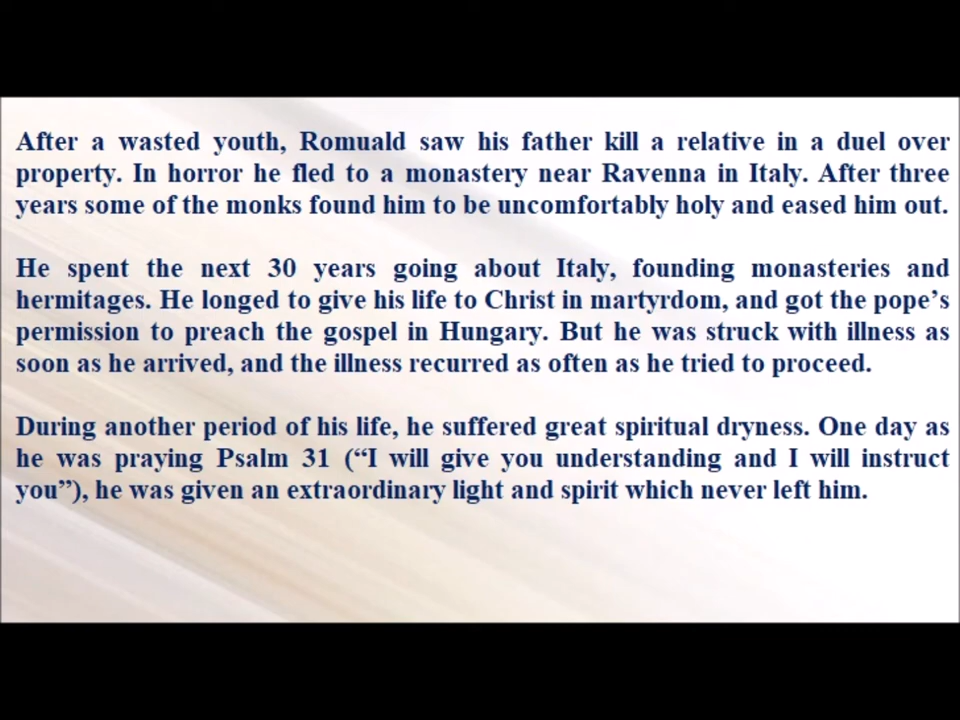 After a wasted youth, Romuald saw his father kill a relative in a duel over
property. In horror he fled to a monastery near Ravenna in Italy. After three
years some of the monks found him to be uncomfortably holy and eased him out.
He spent the next 30 years going about Italy, founding monasteries and
hermitages. He longed to give his life to Christ in martyrdom, and got the pope’s
permission to preach the gospel in Hungary. But he was struck with illness as
soon as he arrived, and the illness recurred as often as he tried to proceed.
During another period of his life, he suffered great spiritual dryness. One day as
he was praying Psalm 31 (“I will give you understanding and I will instruct
you”), he was given an extraordinary light and spirit which never left him.